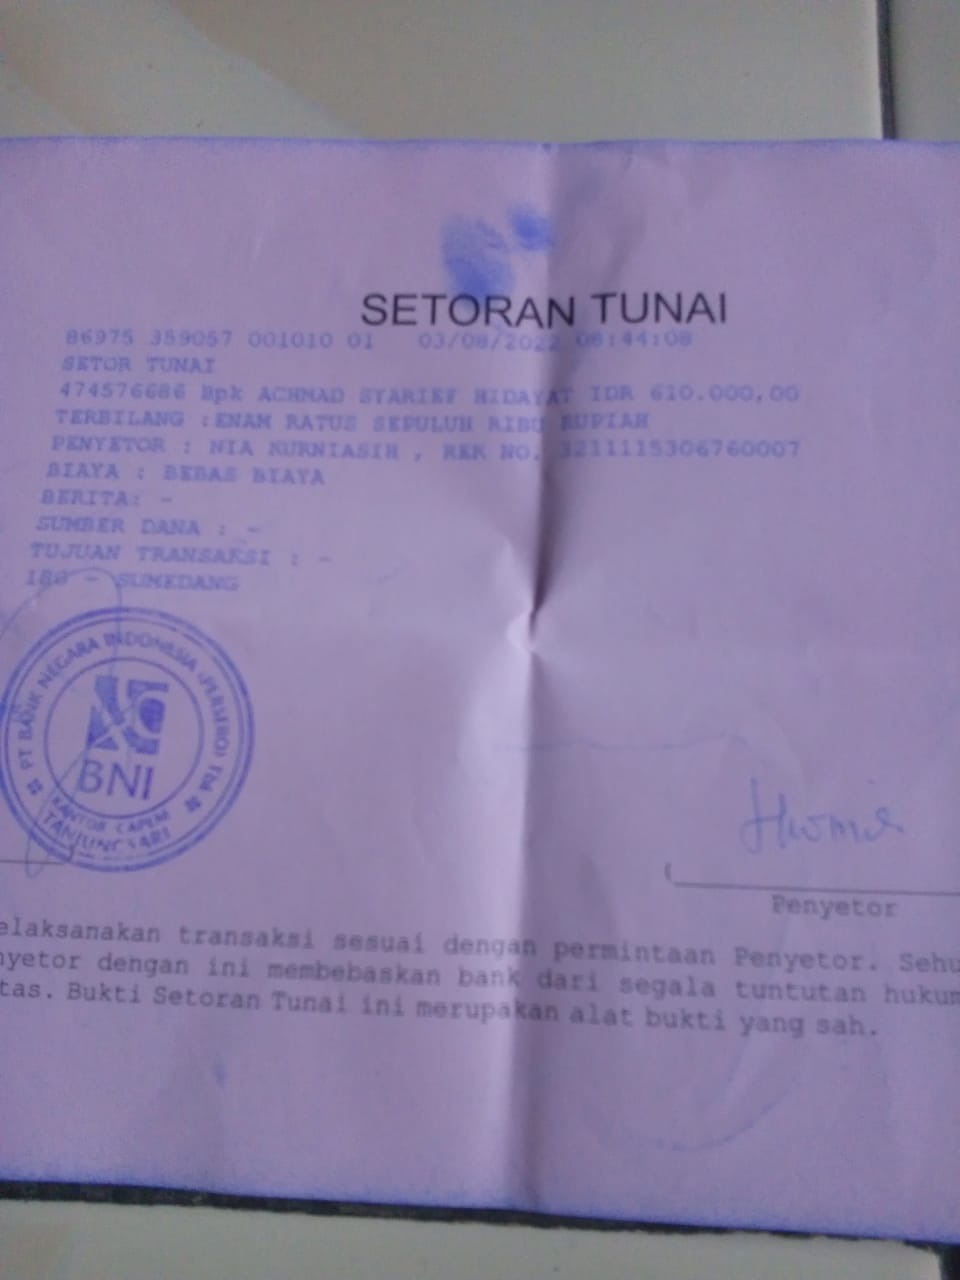 SETORAN TUNAI
86975 359057 001010 01 03/08/2022 08:44:08
SETOR TUNAI
474576686 Bpk ACHMAD SYARIEF HIDAYAT IDR 610.000,00
TERBILANG :ENAM RATUS SEPULUH RIBU RUPIAH
PENYETOR : NIA KURNIASIH , REK NO. 3211115306760007
BIAYA : BEBAS BIAYA
BERITA: -
SUMBER DANA : -
TUJUAN TRANSAKSI : -
- SUMEDANG
PT BANK NEGARA INDONESIA (PERSERO) Tbk
BNI
KANTOR CAPEM
TANJUNGSARI
Penyetor
elaksanakan transaksi sesuai dengan permintaan Penyetor. Sehu
nyetor dengan ini membebaskan bank dari segala tuntutan hukum
tas. Bukti Setoran Tunai ini merupakan alat bukti yang sah.